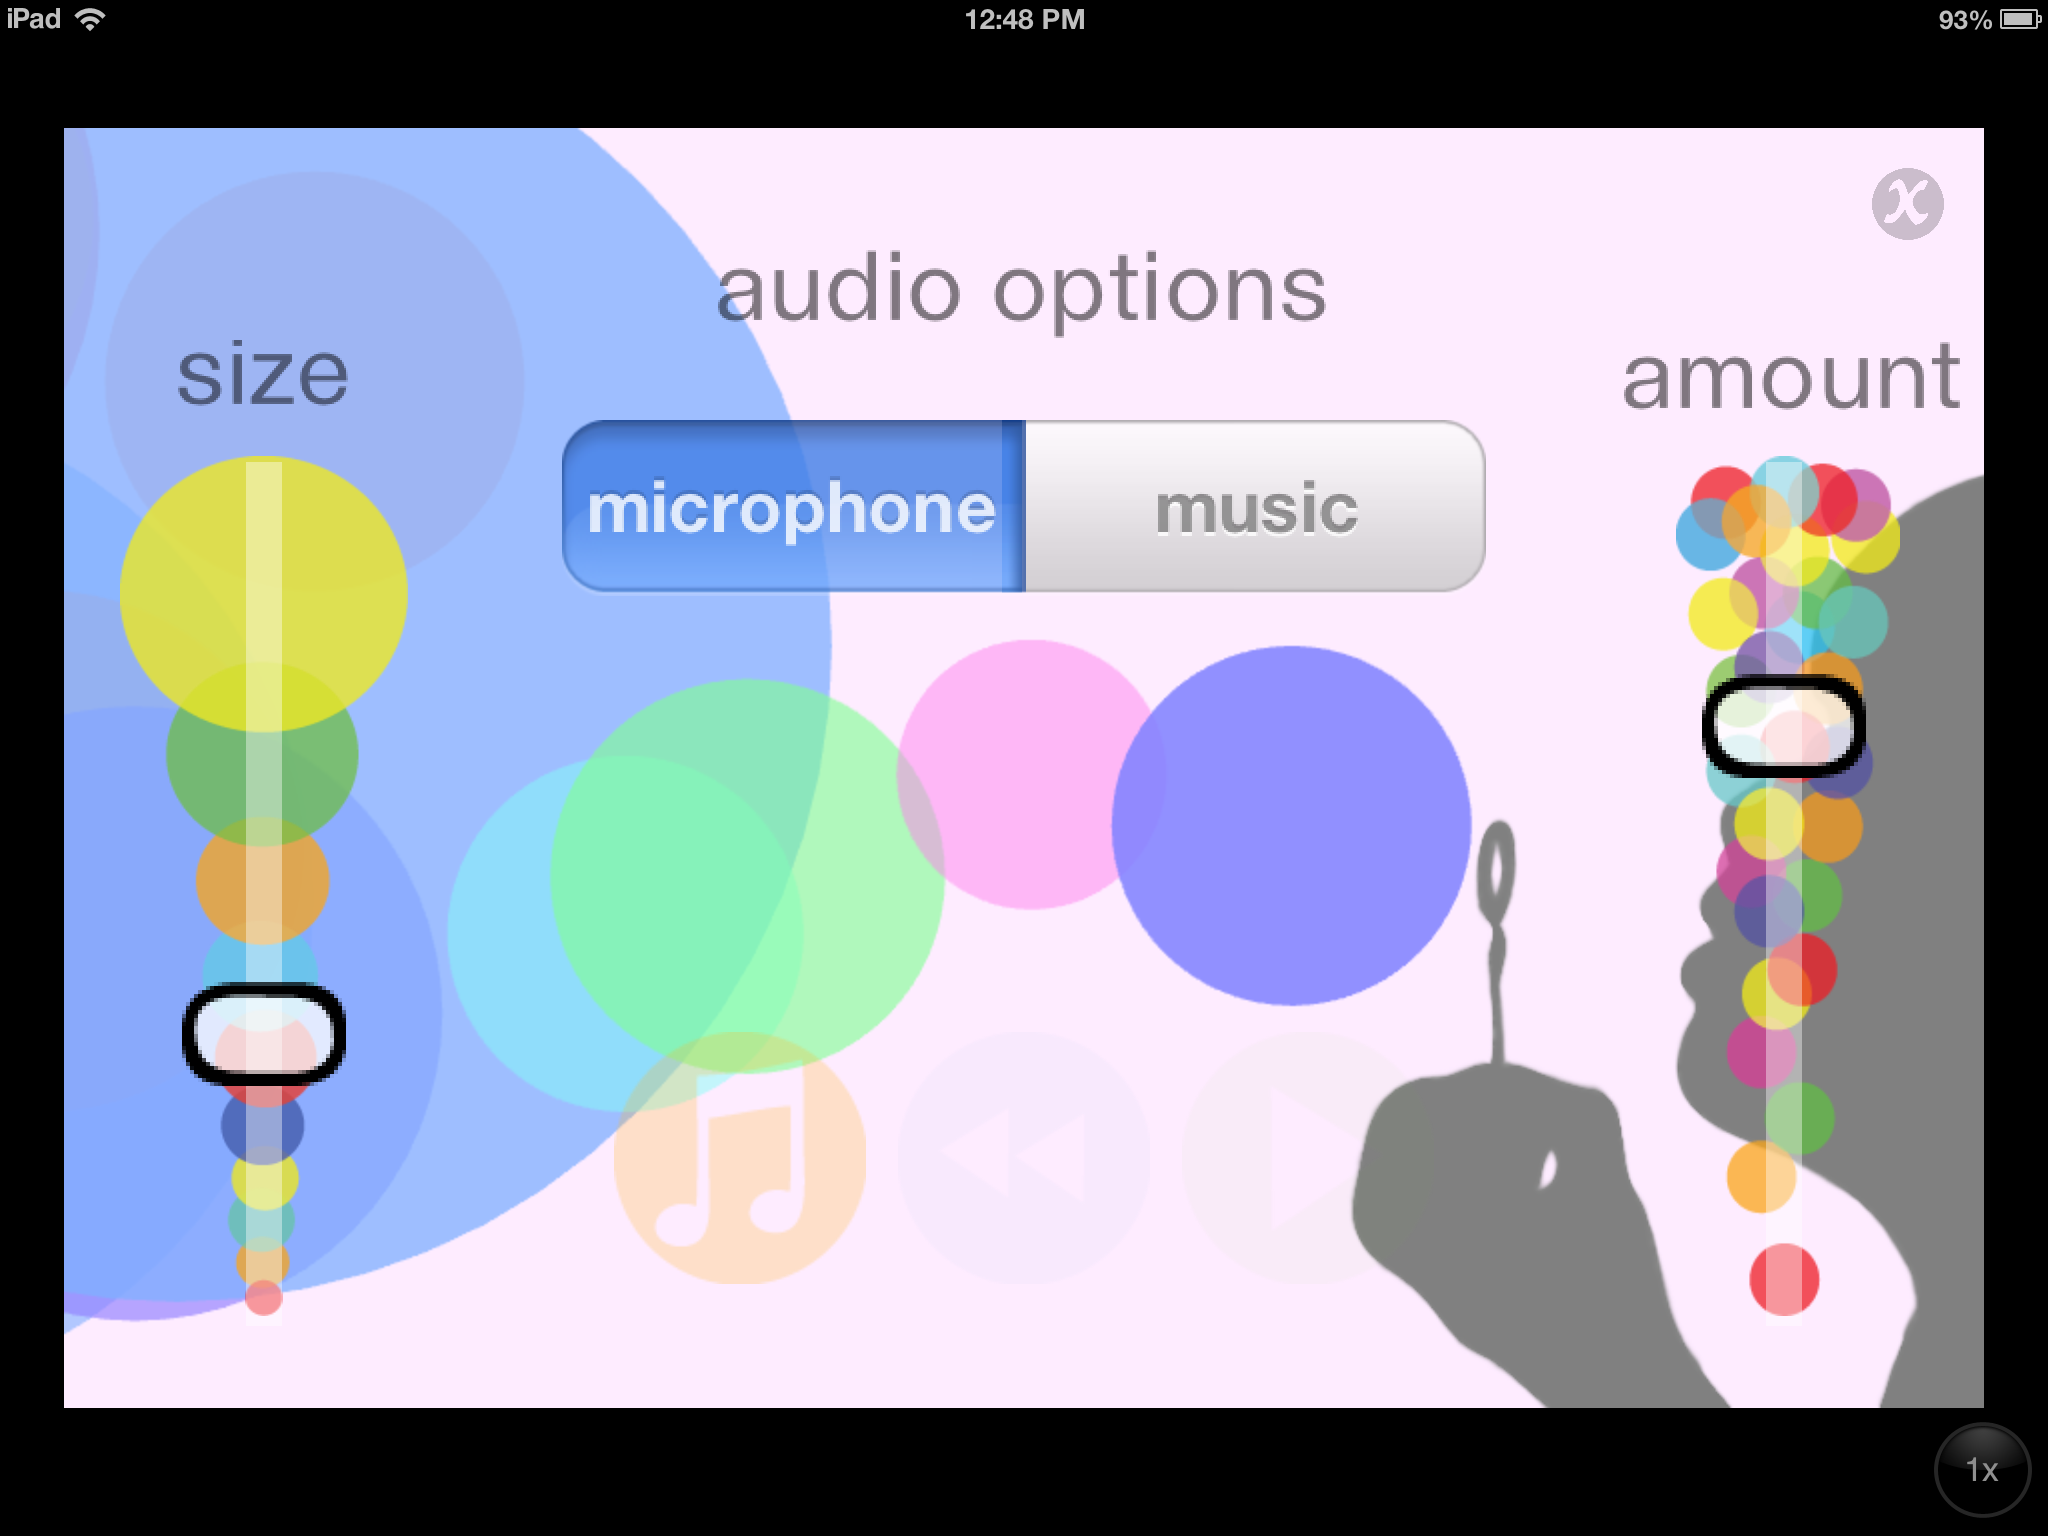 iPad 12:48 PM 93%
x
audio options
size
amount
microphone music
1x